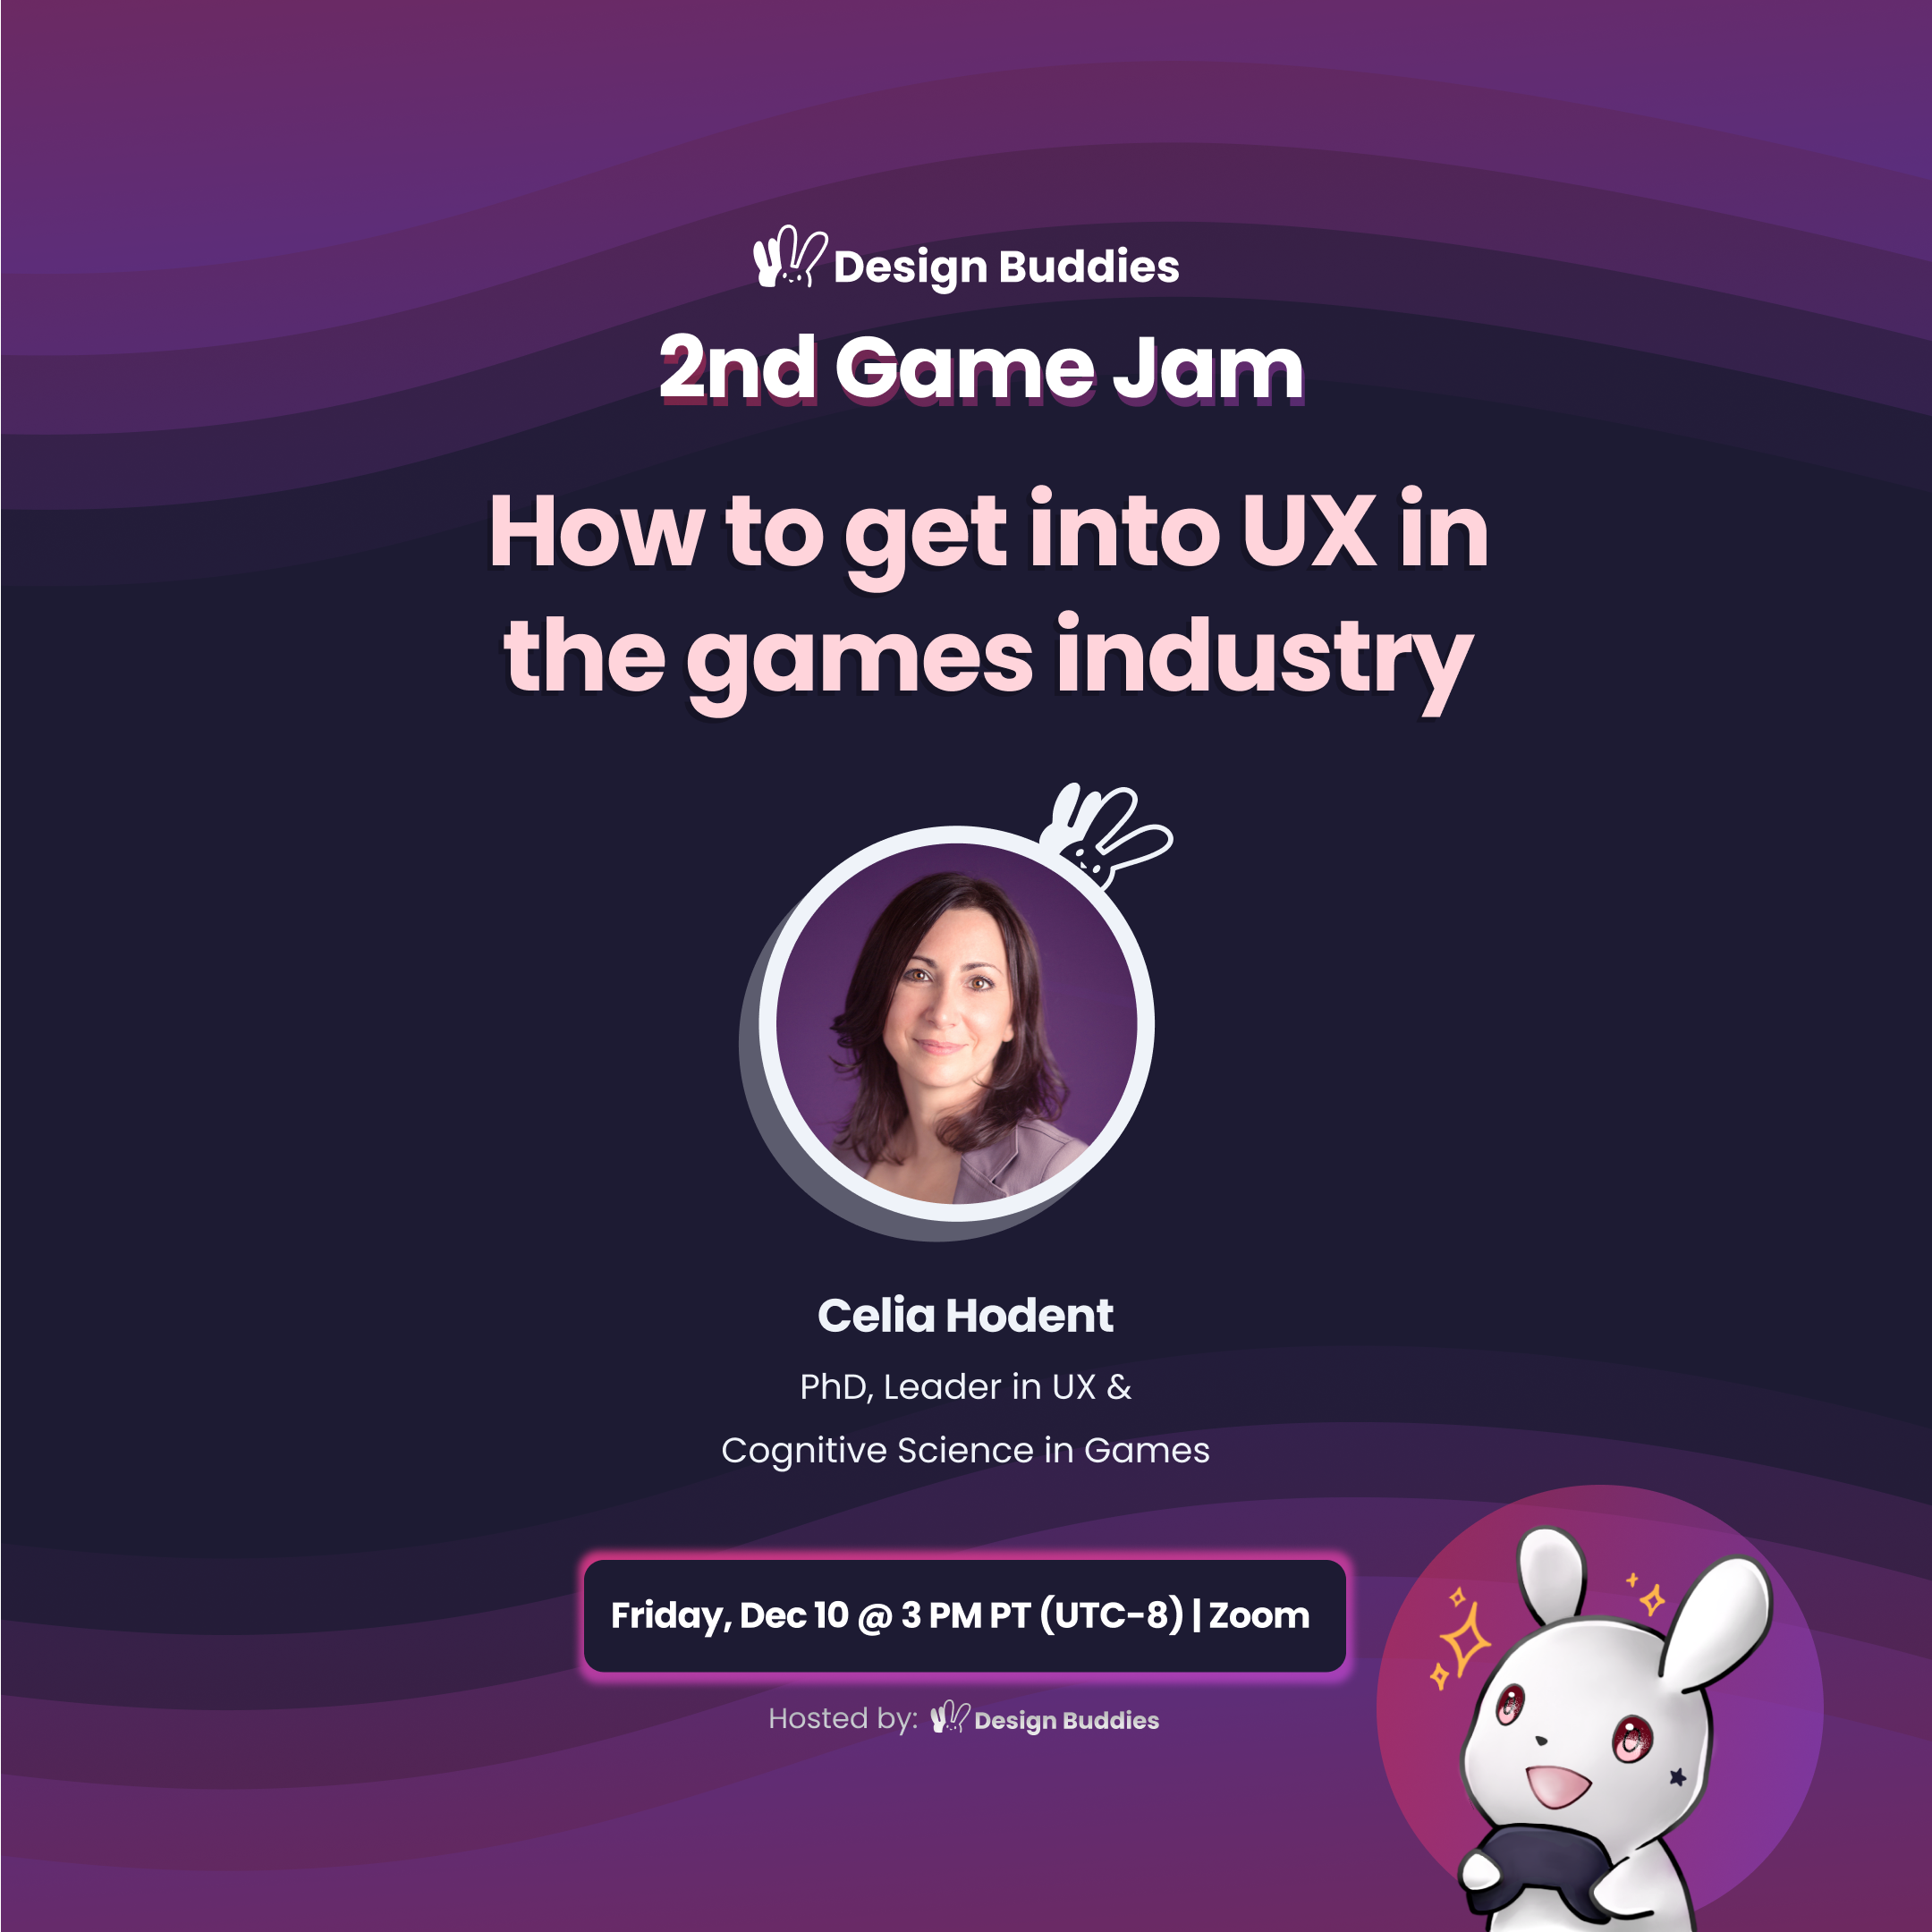 Design Buddies
2nd Game Jam
How to get into UX in
the games industry
Celia Hodent
PhD, Leader in UX &
Cognitive Science in Games
Friday, Dec 10 @ 3 PM PT (UTC-8) | Zoom
Hosted by: Design Buddies